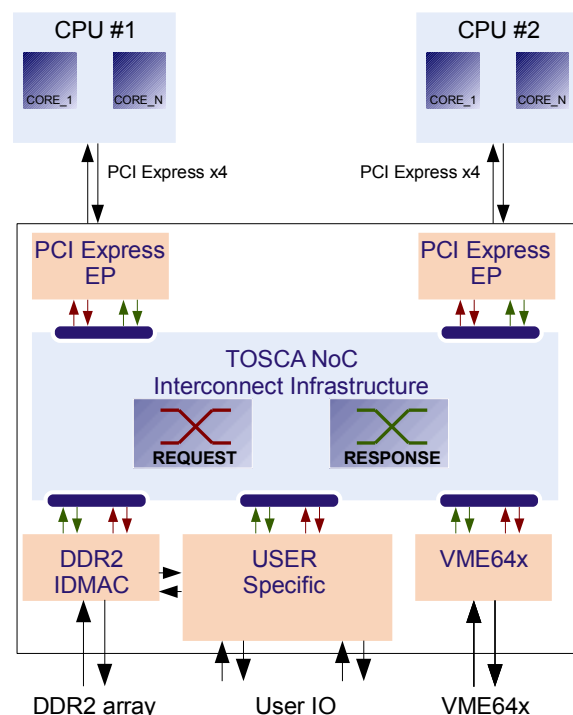 CPU #1
CPU #2
CORE_1
CORE_N
CORE_1
CORE_N
PCI Express x4
PCI Express x4
PCI Express
EP
PCI Express
EP
TOSCA NoC
Interconnect Infrastructure
REQUEST
RESPONSE
DDR2
IDMAC
USER
Specific
VME64x
DDR2 array
User IO
VME64x